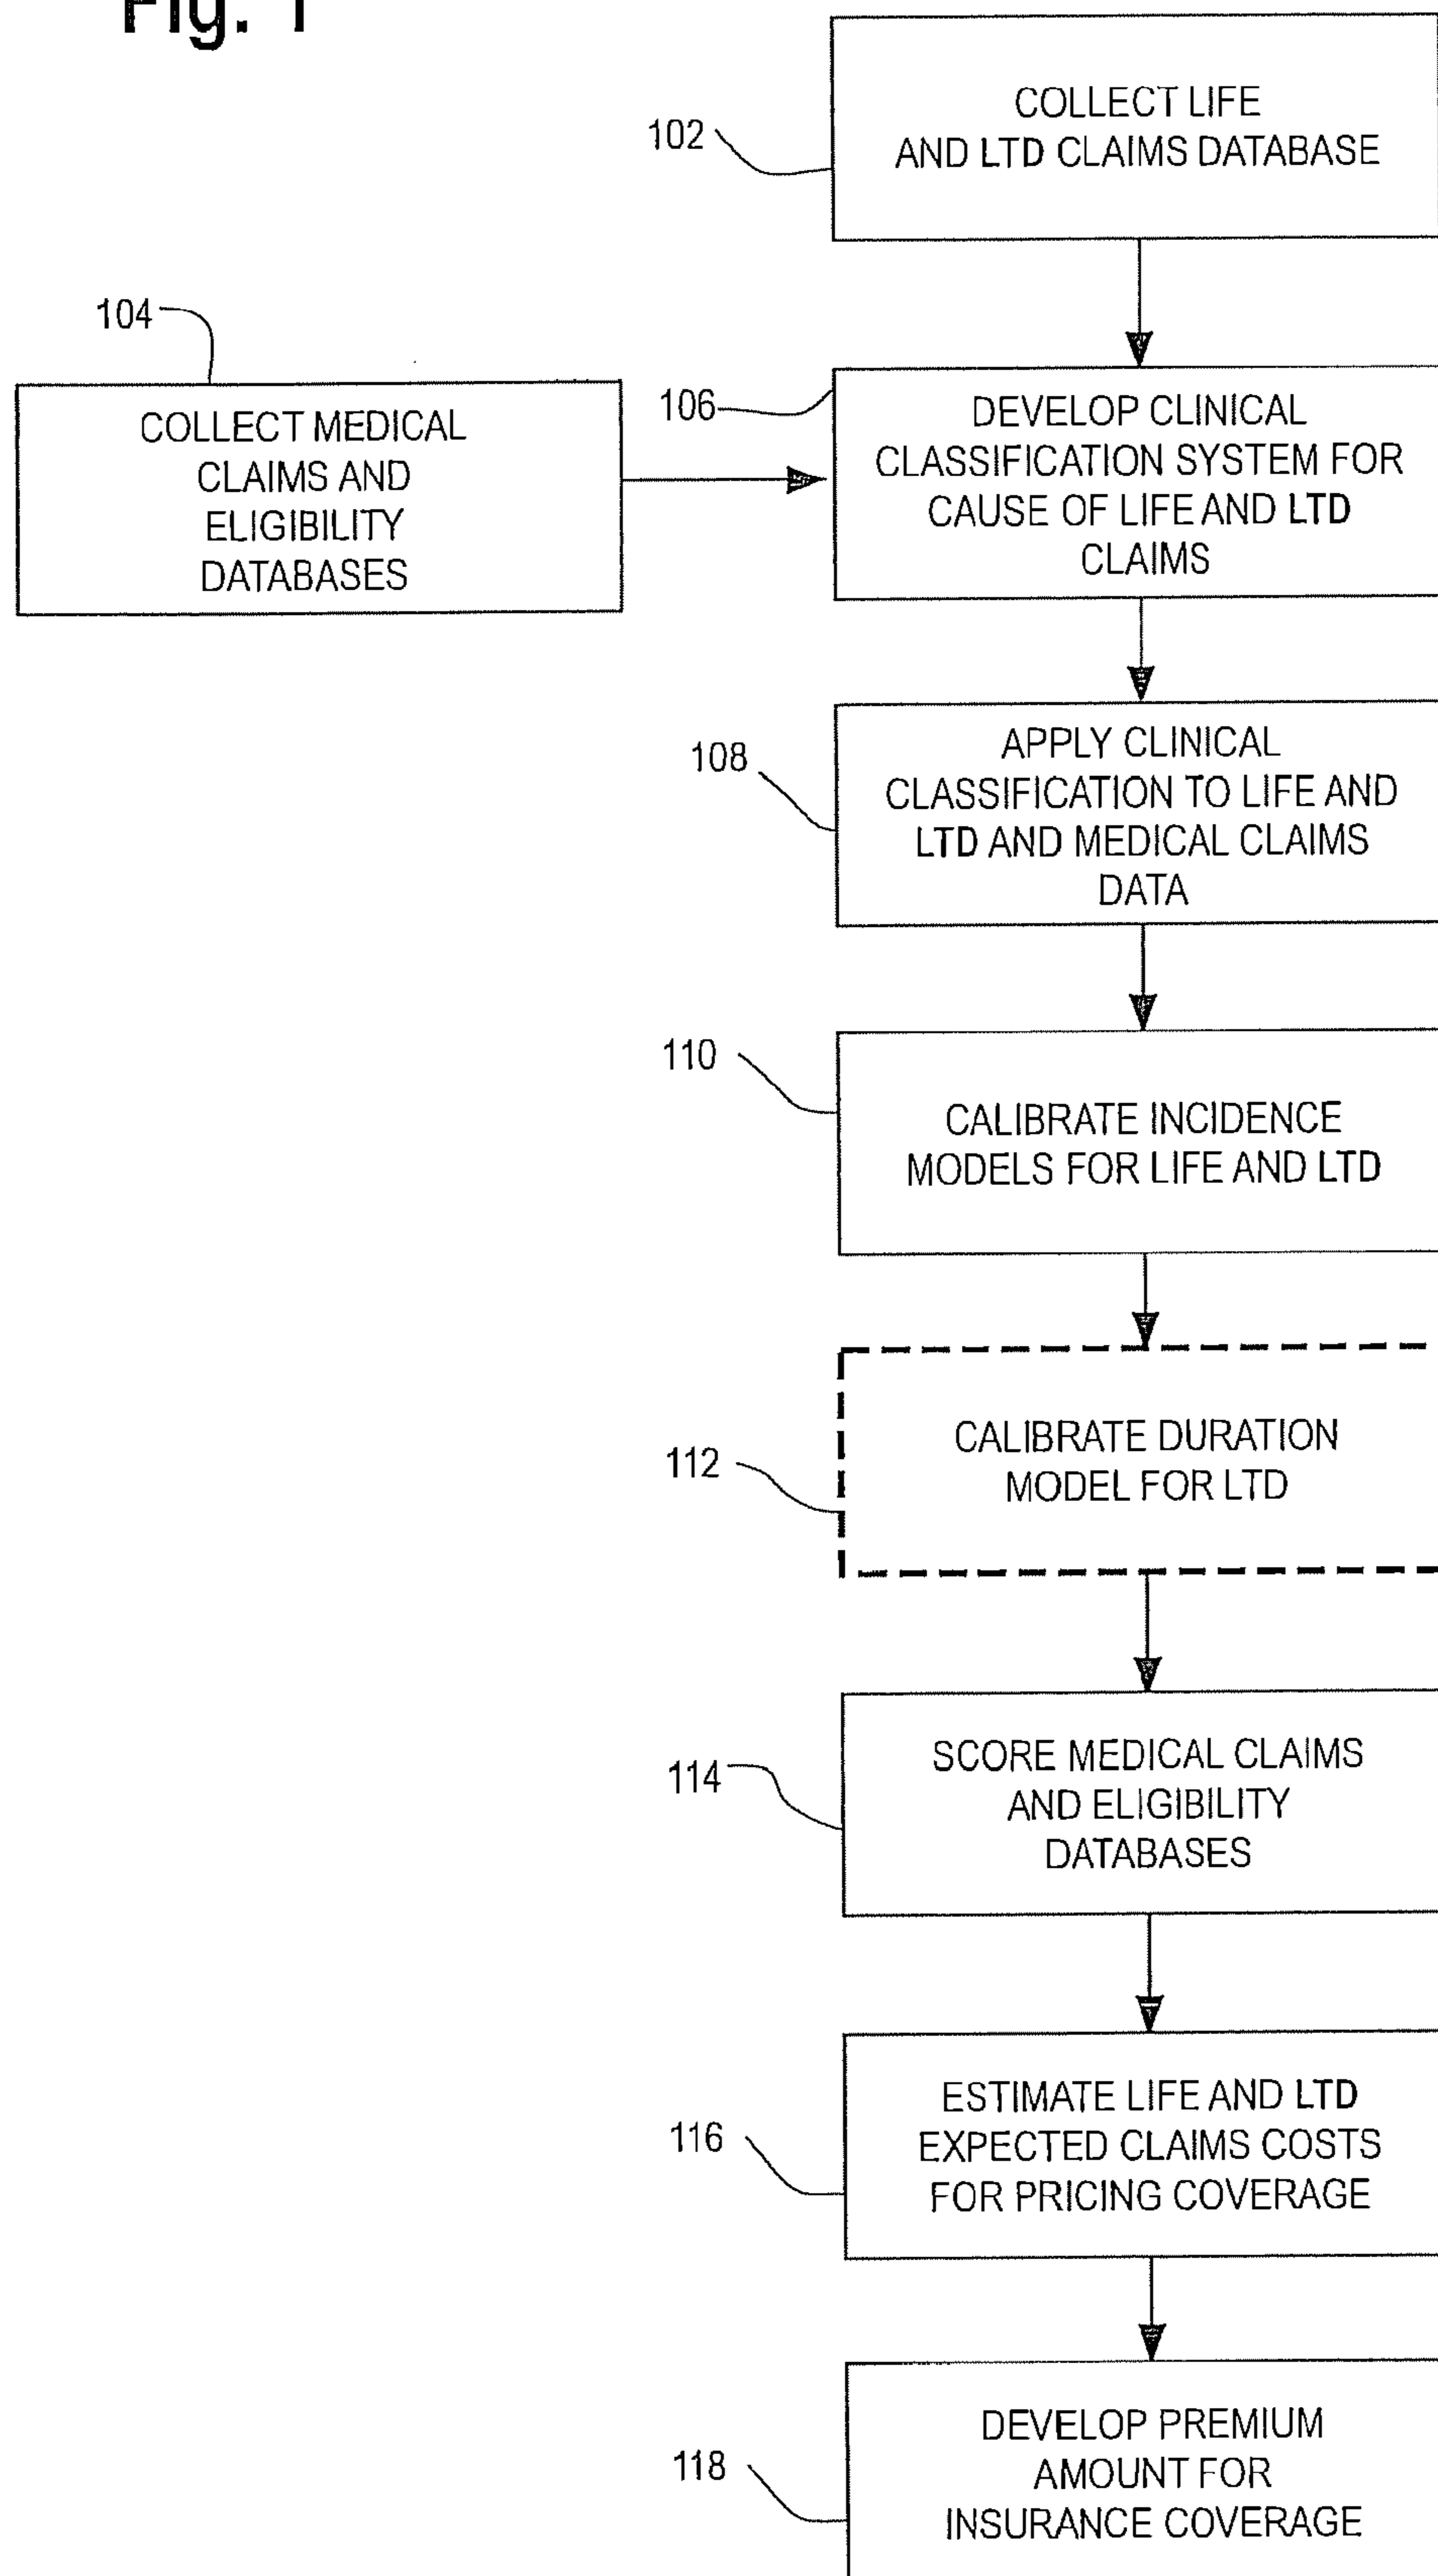 Fig. 1
102
COLLECT LIFE
AND LTD CLAIMS DATABASE
104
COLLECT MEDICAL
CLAIMS AND
ELIGIBILITY
DATABASES
106
DEVELOP CLINICAL
CLASSIFICATION SYSTEM FOR
CAUSE OF LIFE AND LTD
CLAIMS
108
APPLY CLINICAL
CLASSIFICATION TO LIFE AND
LTD AND MEDICAL CLAIMS
DATA
110
CALIBRATE INCIDENCE
MODELS FOR LIFE AND LTD
112
CALIBRATE DURATION
MODEL FOR LTD
114
SCORE MEDICAL CLAIMS
AND ELIGIBILITY
DATABASES
116
ESTIMATE LIFE AND LTD
EXPECTED CLAIMS COSTS
FOR PRICING COVERAGE
118
DEVELOP PREMIUM
AMOUNT FOR
INSURANCE COVERAGE